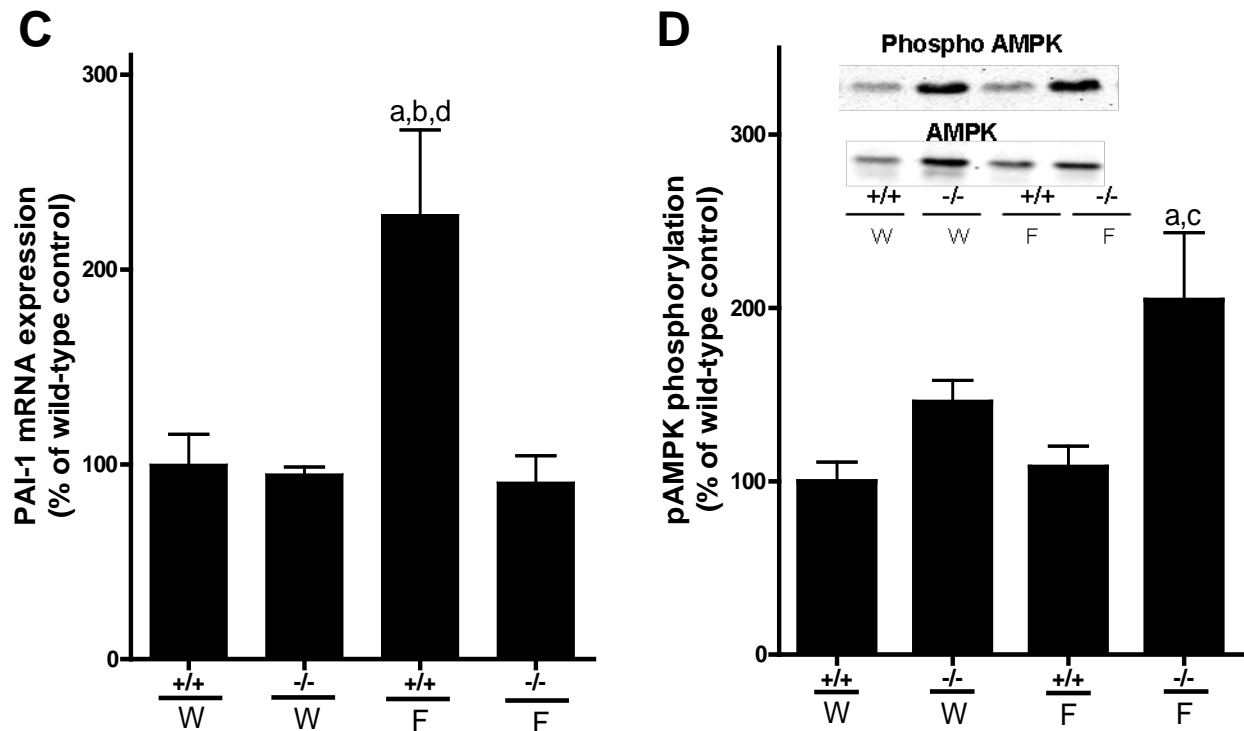 C
PAI-1 mRNA expression
(% of wild-type control)
300
200
100
0
a,b,d
+/+ -/- +/+ -/-
W W F F
D
pAMPK phosphorylation
(% of wild-type control)
300
200
100
0
Phospho AMPK
AMPK
+/+ -/- +/+ -/-
W W F F
a,c
+/+ -/- +/+ -/-
W W F F